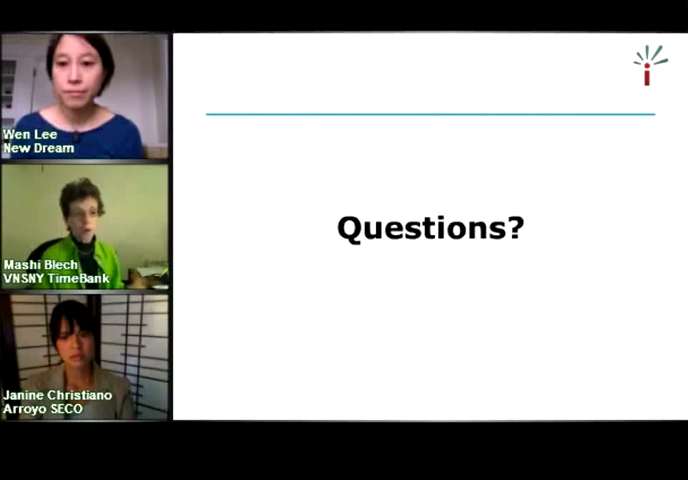 Wen Lee
New Dream
Mashi Blech
VNSNY TimeBank
Janine Christiano
Arroyo SECO
Questions?